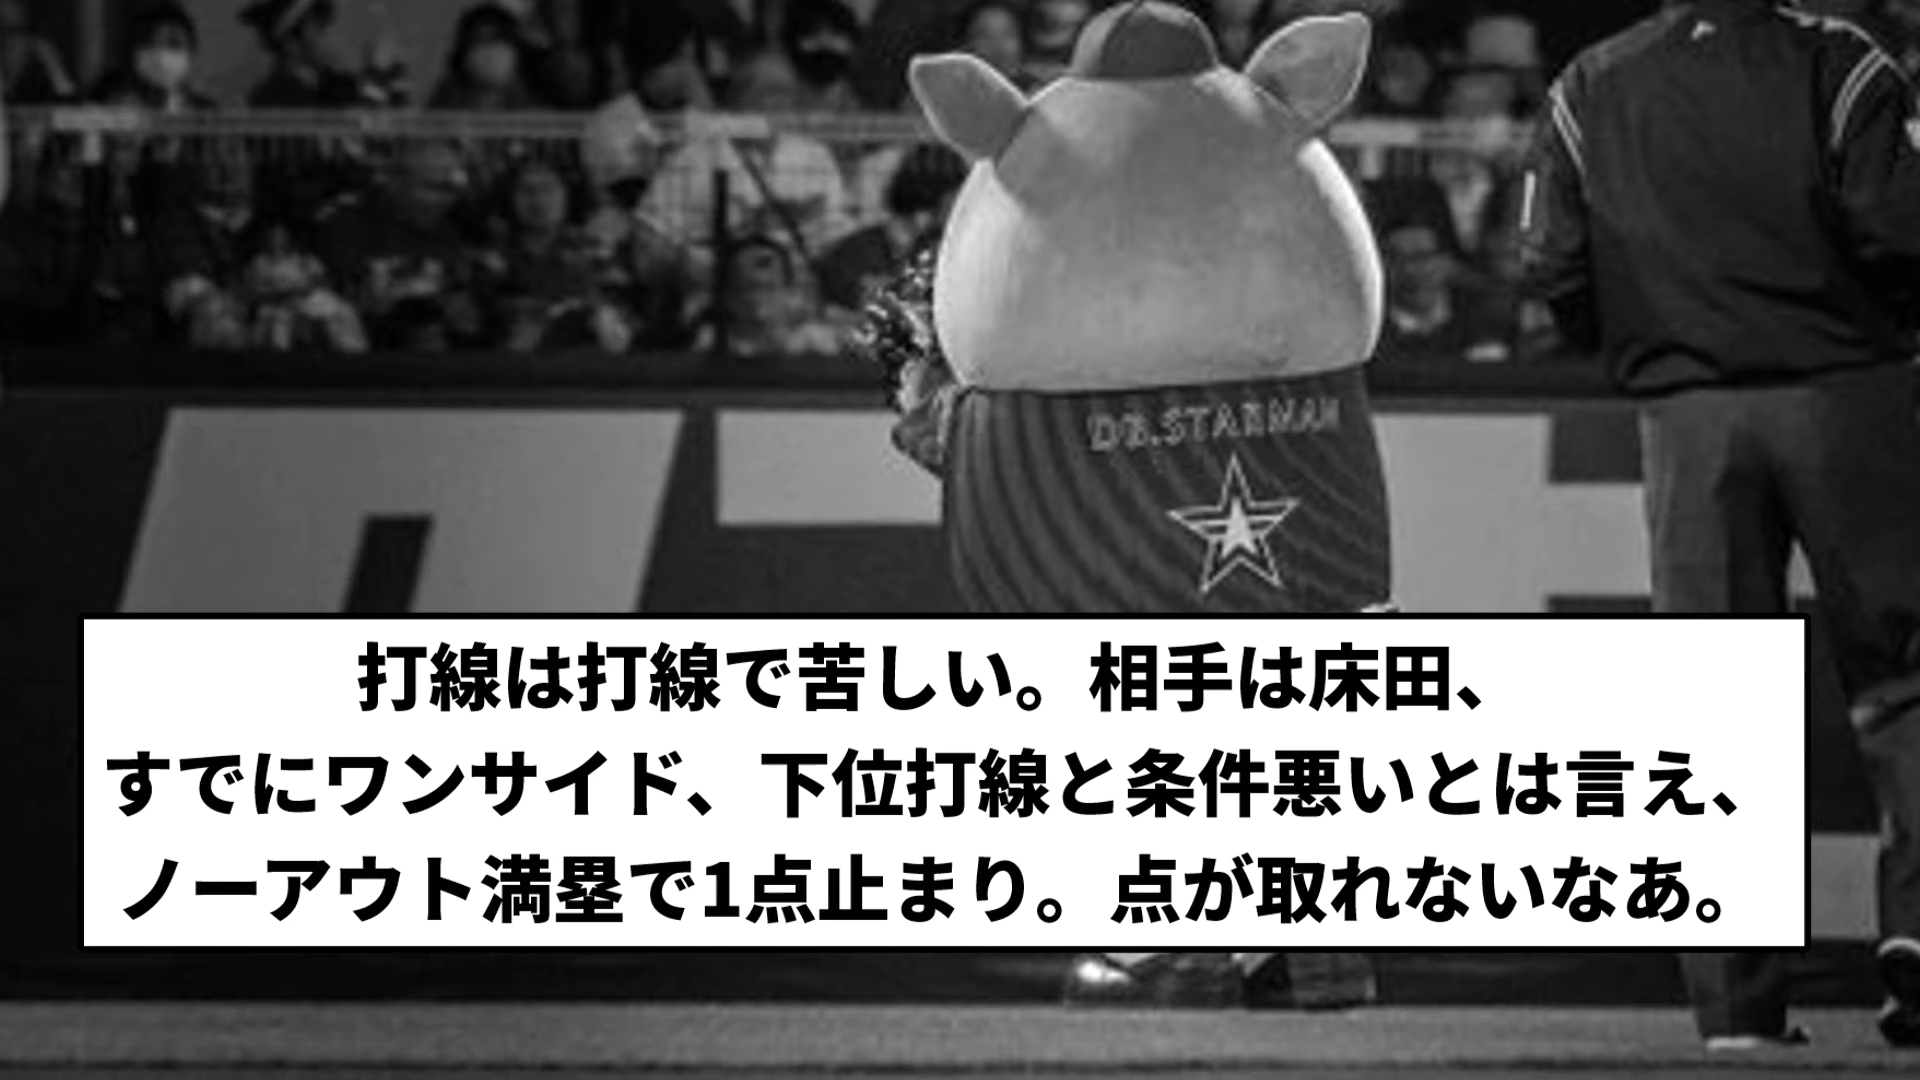 DB.STARMAN
打線は打線で苦しい。相手は床田、
すでにワンサイド、下位打線と条件悪いとは言え、
ノーアウト満塁で1点止まり。点が取れないなあ。